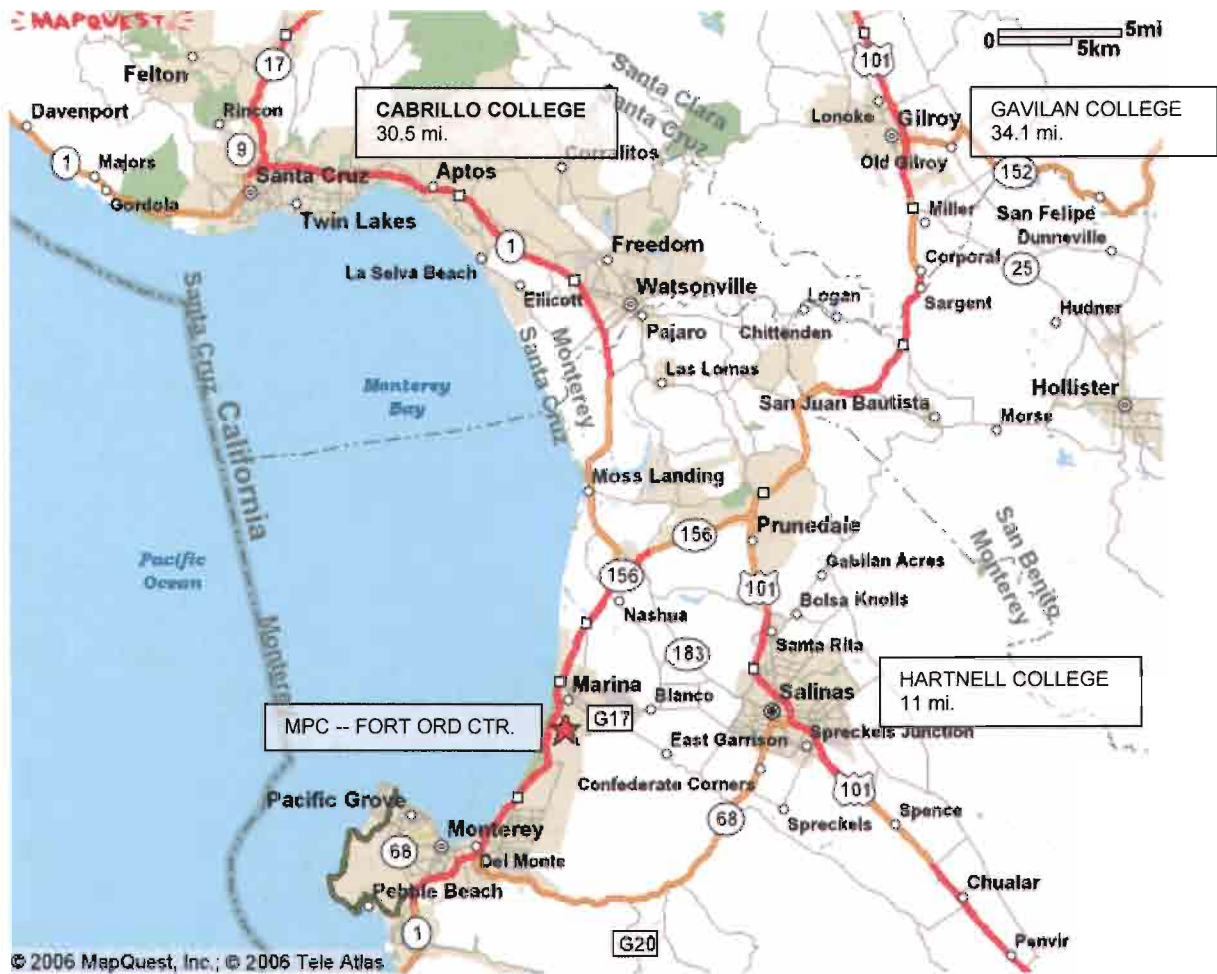 MAPQUEST
0 5mi
5km
Felton
17
Davenport
Rincon
9
1
Majors
Gordola
Santa Cruz
Twin Lakes
CABRILLO COLLEGE
30.5 mi.
Corralitos
Aptos
Santa Clara
Santa Cruz
101
Lonoke
Gilroy
Old Gilroy
GAVILAN COLLEGE
34.1 mi.
152
San Felipe
Miller
Dunneville
Corporal
25
Sargent
Hudner
1
La Selva Beach
Ellicott
Freedom
Watsonville
Pajaro
Logan
Chittenden
Las Lomas
San Juan Bautista
Hollister
Morse
Santa Cruz
California
Monterey
Santa Cruz
Monterey
Bay
Moss Landing
Pacific
Ocean
156
Prunedale
156
101
Nashua
Gabilan Acres
Bolsa Knolls
San Benito
Monterey
Santa Rita
183
Monterey
Marina
Blanco
Salinas
HARTNELL COLLEGE
11 mi.
MPC -- FORT ORD CTR.
G17
East Garrison
Spreckels Junction
Confederate Corners
101
Pacific Grove
Monterey
68
Del Monte
68
Spreckels
Spence
Pebble Beach
Chualar
1
G20
Penvir
© 2006 MapQuest, Inc.; © 2006 Tele Atlas